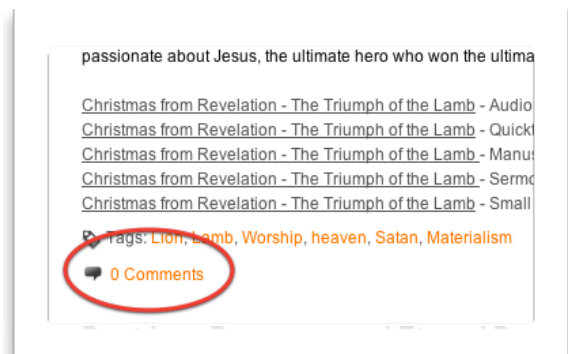 passionate about Jesus, the ultimate hero who won the ultima
Christmas from Revelation - The Triumph of the Lamb - Audio
Christmas from Revelation - The Triumph of the Lamb - Quickt
Christmas from Revelation - The Triumph of the Lamb - Manus
Christmas from Revelation - The Triumph of the Lamb - Sermo
Christmas from Revelation - The Triumph of the Lamb - Small
Tags: Lion, Lamb, Worship, heaven, Satan, Materialism
0 Comments